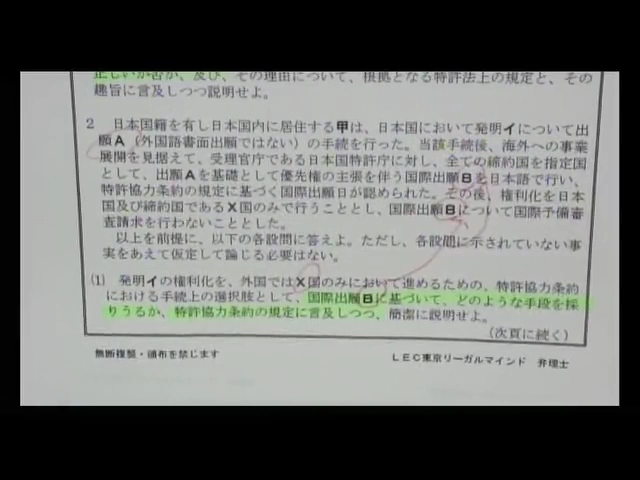 正しいか否か、及び、その理由について、根拠となる特許法上の規定と、その
趣旨に言及しつつ説明せよ。
2 日本国籍を有し日本国内に居住する甲は、日本国において発明イについて出
願A（外国語書面出願ではない）の手続を行った。当該手続後、海外への事業
展開を見据えて、受理官庁である日本国特許庁に対し、全ての締約国を指定国
として、出願Aを基礎として優先権の主張を伴う国際出願Bを日本語で行い、
特許協力条約の規定に基づく国際出願日が認められた。その後、権利化を日本
国及び締約国であるX国のみで行うこととし、国際出願Bについて国際予備審
査請求を行わないこととした。
以上を前提に、以下の各設問に答えよ。ただし、各設問に示されていない事
実をあえて仮定して論じる必要はない。
(1) 発明イの権利化を、外国ではX国のみにおいて進めるための、特許協力条約
における手続上の選択肢として、国際出願Bに基づいて、どのような手段を採
りうるか、特許協力条約の規定に言及しつつ、簡潔に説明せよ。
（次頁に続く）
無断複製・頒布を禁じます
LEC東京リーガルマインド 弁理士